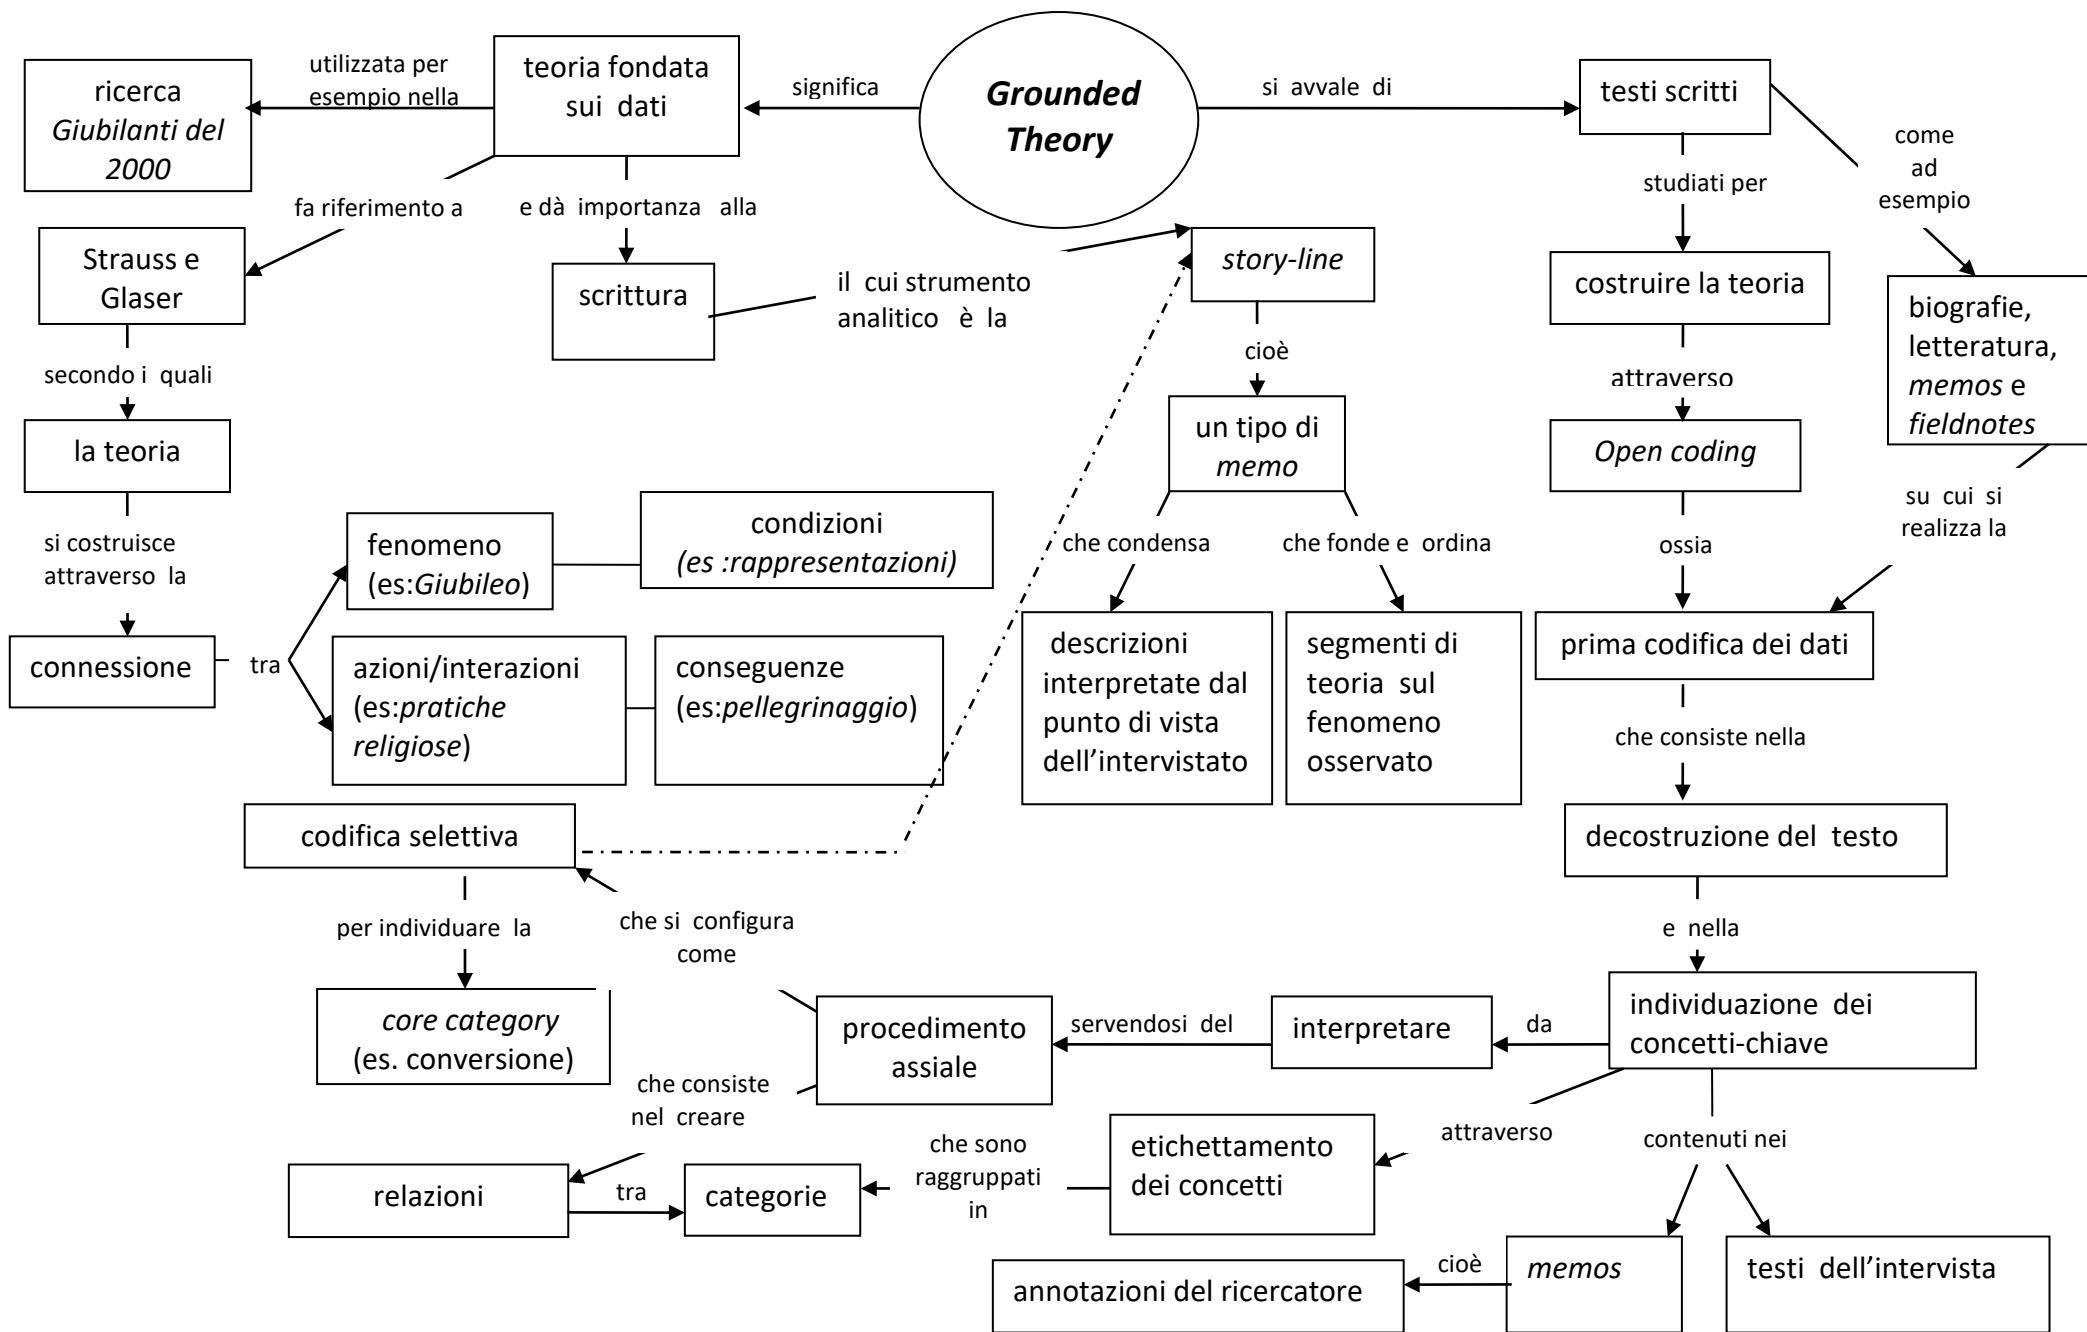 utilizzata per
esempio nella
teoria fondata
sui dati
significa
Grounded
Theory
si avvale di
testi scritti
ricerca
Giubilanti del
2000
come
ad
esempio
studiati per
fa riferimento a
e dà importanza alla
Strauss e
Glaser
scrittura
il cui strumento
analitico è la
story-line
costruire la teoria
biografie,
letteratura,
memos e
fieldnotes
cioè
secondo i quali
attraverso
la teoria
un tipo di
memo
Open coding
su cui si
realizza la
si costruisce
attraverso la
fenomeno
(es:Giubileo)
condizioni
(es :rappresentazioni)
che condensa
che fonde e ordina
ossia
connessione
tra
azioni/interazioni
(es:pratiche
religiose)
conseguenze
(es:pellegrinaggio)
descrizioni
interpretate dal
punto di vista
dell’intervistato
segmenti di
teoria sul
fenomeno
osservato
prima codifica dei dati
che consiste nella
codifica selettiva
decostruzione del testo
per individuare la
che si configura
come
e nella
core category
(es. conversione)
procedimento
assiale
servendosi del
interpretare
da
individuazione dei
concetti-chiave
che consiste
nel creare
che sono
raggruppati
in
etichettamento
dei concetti
attraverso
contenuti nei
relazioni
tra
categorie
annotazioni del ricercatore
cioè
memos
testi dell’intervista